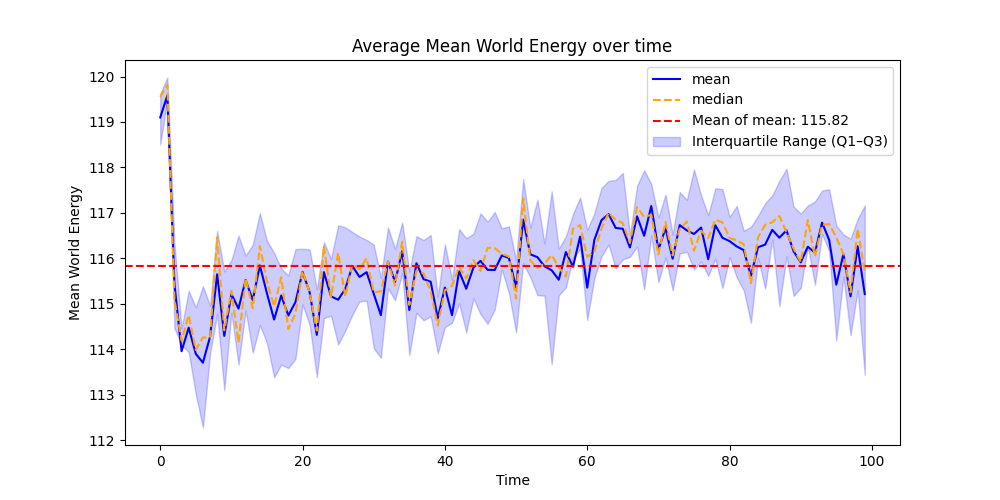 Average Mean World Energy over time
mean
median
Mean of mean: 115.82
Interquartile Range (Q1–Q3)
Mean World Energy
120
119
118
117
116
115
114
113
112
0
20
40
60
80
100
Time